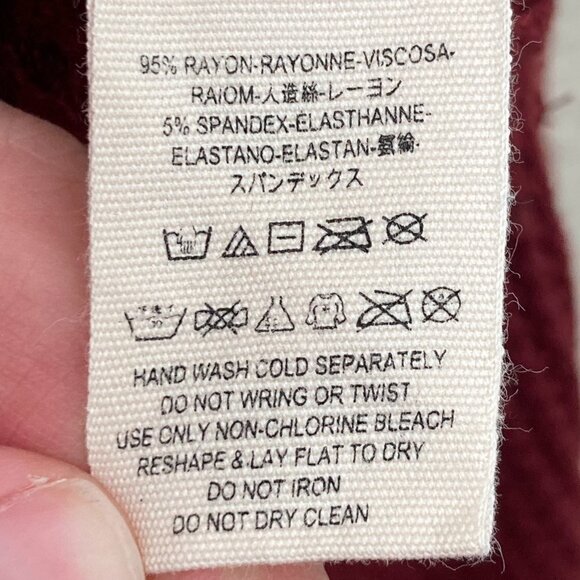 95% RAYON-RAYONNE-VISCOSA-
RAIOM-人造絲-レーヨン
5% SPANDEX-ELASTHANNE-
ELASTANO-ELASTAN-氨綸-
スパンデックス
HAND WASH COLD SEPARATELY
DO NOT WRING OR TWIST
USE ONLY NON-CHLORINE BLEACH
RESHAPE & LAY FLAT TO DRY
DO NOT IRON
DO NOT DRY CLEAN